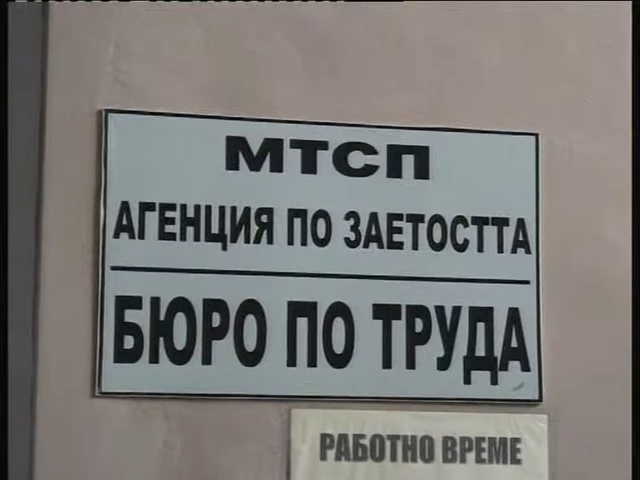 МТСП
АГЕНЦИЯ ПО ЗАЕТОСТТА
БЮРО ПО ТРУДА
РАБОТНО ВРЕМЕ